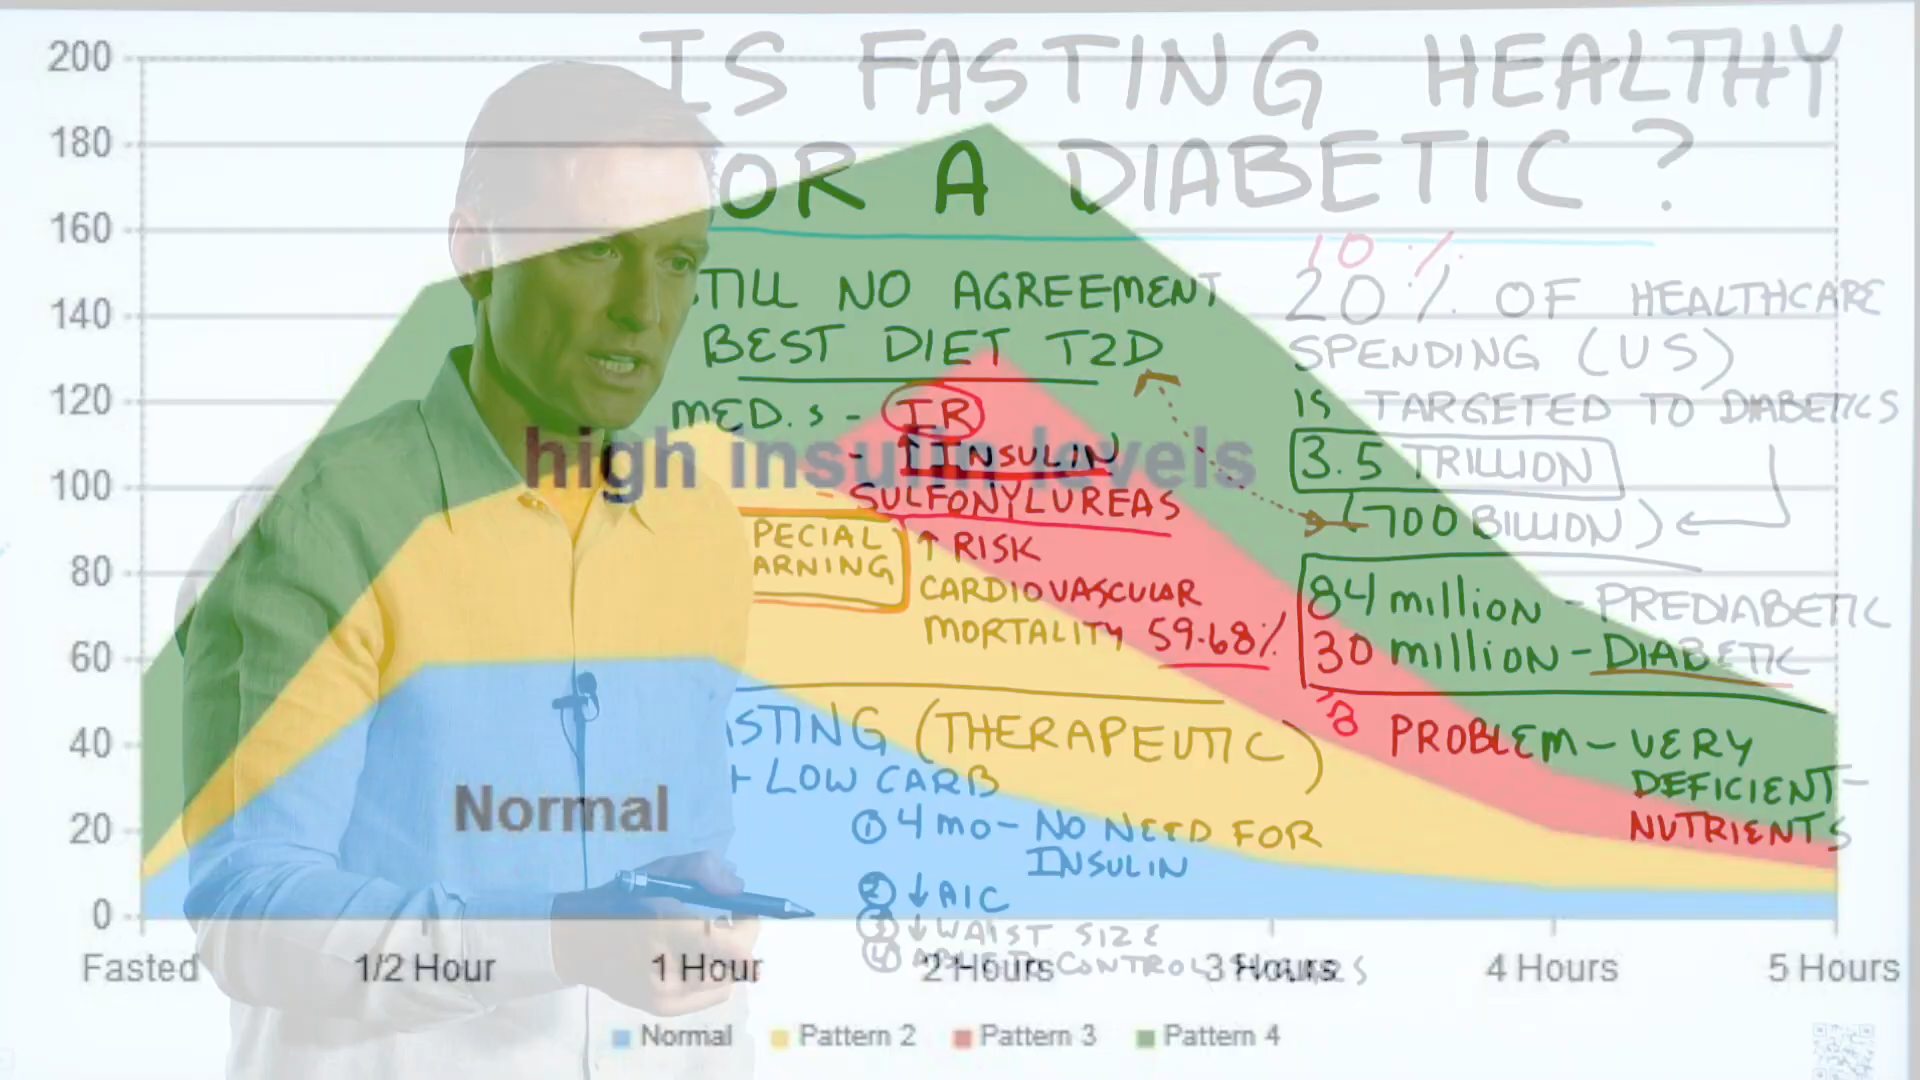 IS FASTING HEALTHY
OR A DIABETIC?
TILL NO AGREEMENT
BEST DIET T2D
MED.s - IR
- ↑ INSULIN
SULFONYLUREAS
PECIAL
ARNING
↑ RISK
CARDIOVASCULAR
MORTALITY 59.68%
STING (THERAPEUTIC)
+ LOW CARB
① 4 mo - NO NEED FOR
INSULIN
② ↓ A1C
③ ↓ WAIST SIZE
④ TO CONTROL
10%
20% OF HEALTHCARE
SPENDING (US)
IS TARGETED TO DIABETICS
3.5 TRILLION
(700 BILLION)
84 million - PREDIABETIC
30 million - DIABETIC
PROBLEM - VERY
DEFICIENT -
NUTRIENTS
high insulin levels
Normal
200
180
160
140
120
100
80
60
40
20
0
Fasted 1/2 Hour 1 Hour 2 Hours 3 Hours 4 Hours 5 Hours
Normal Pattern 2 Pattern 3 Pattern 4